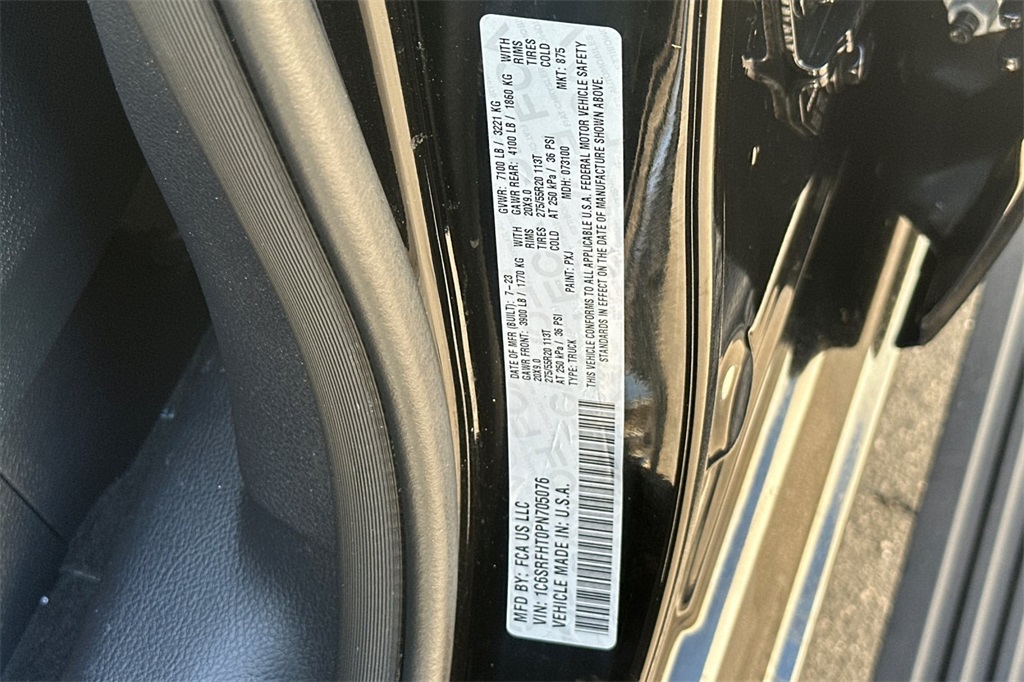 MFD BY: FCA US LLC
DATE OF MFR (BUILT): 7-23
GVWR: 7100 LB / 3221 KG
GAWR FRONT: 3900 LB / 1770 KG WITH
GAWR REAR: 4100 LB / 1860 KG WITH
20X9.0 RIMS
20X9.0 RIMS
275/55R20 113T TIRES
275/55R20 113T TIRES
AT 250 kPa / 36 PSI COLD
AT 250 kPa / 36 PSI COLD
VIN: 1C6SRFHT0PN705076
TYPE: TRUCK PAINT: PXJ MDH: 073100 MKT: 875
VEHICLE MADE IN: U.S.A.
THIS VEHICLE CONFORMS TO ALL APPLICABLE U.S.A. FEDERAL MOTOR VEHICLE SAFETY
STANDARDS IN EFFECT ON THE DATE OF MANUFACTURE SHOWN ABOVE.